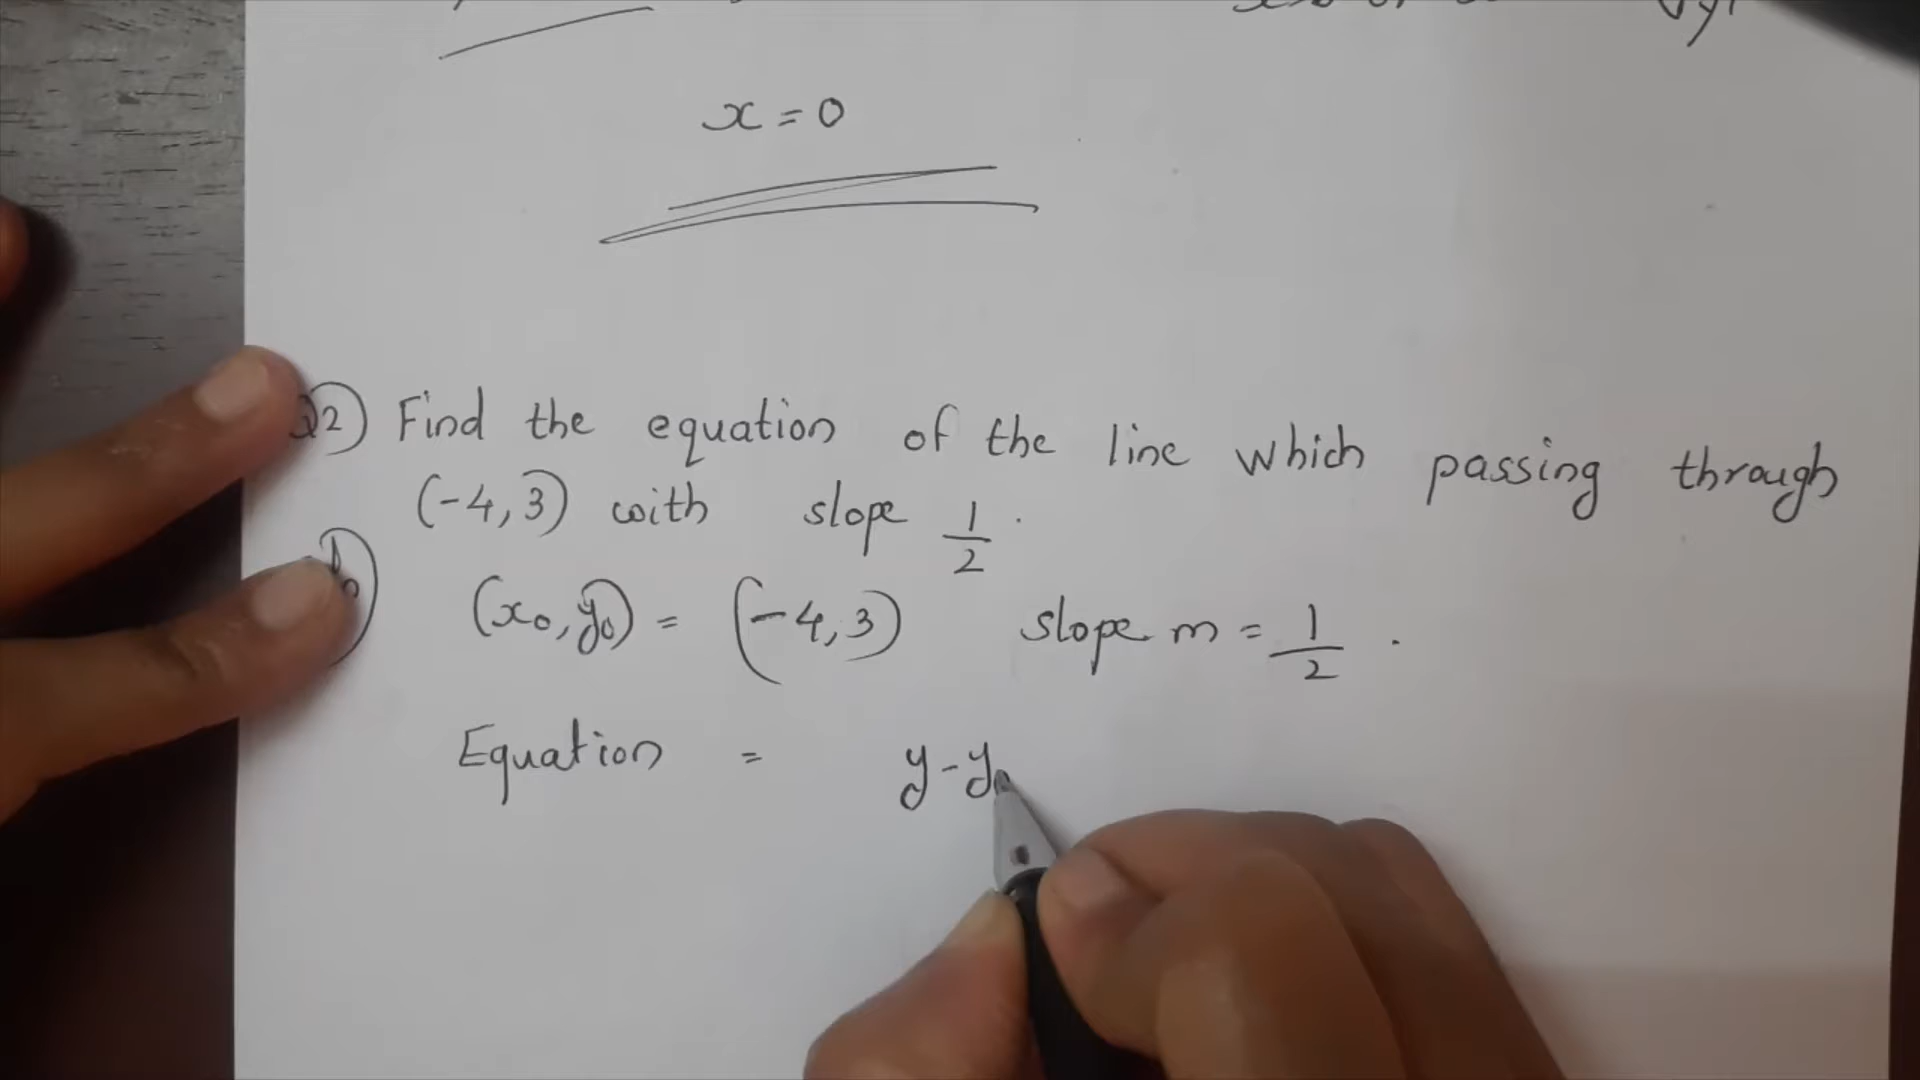 x = 0
Q2) Find the equation of the line which passing through
(-4,3) with slope 1/2.
(x₀,y₀) = (-4,3) slope m = 1/2.
Equation = y-y₀